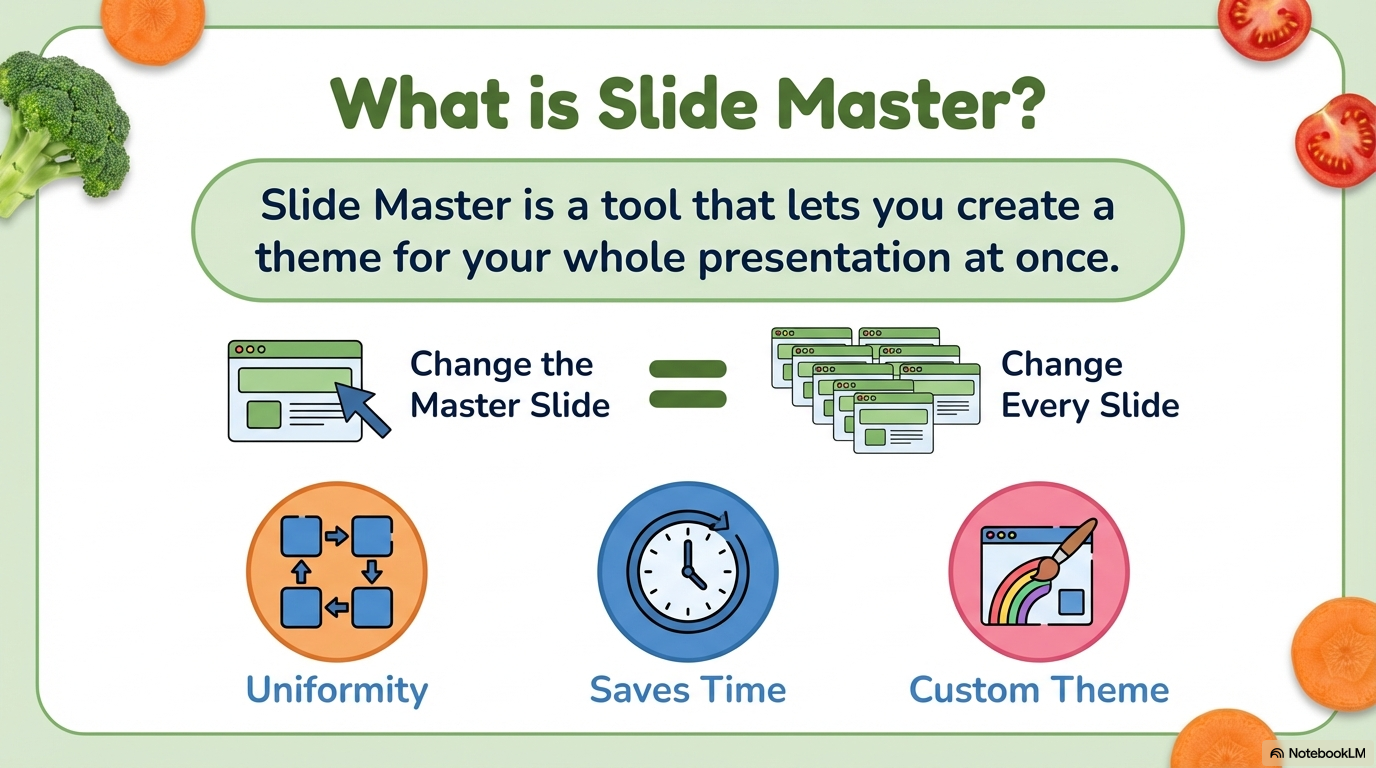 What is Slide Master?
Slide Master is a tool that lets you create a
theme for your whole presentation at once.
Change the
Master Slide
Change
Every Slide
Uniformity
Saves Time
Custom Theme
NotebookLM